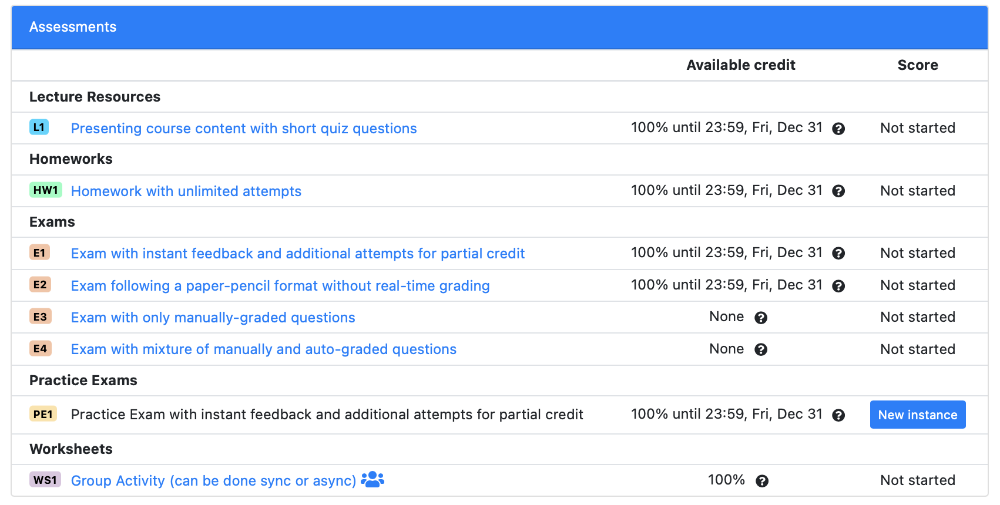 Assessments
Available credit Score
Lecture Resources
L1 Presenting course content with short quiz questions 100% until 23:59, Fri, Dec 31 ? Not started
Homeworks
HW1 Homework with unlimited attempts 100% until 23:59, Fri, Dec 31 ? Not started
Exams
E1 Exam with instant feedback and additional attempts for partial credit 100% until 23:59, Fri, Dec 31 ? Not started
E2 Exam following a paper-pencil format without real-time grading 100% until 23:59, Fri, Dec 31 ? Not started
E3 Exam with only manually-graded questions None ? Not started
E4 Exam with mixture of manually and auto-graded questions None ? Not started
Practice Exams
PE1 Practice Exam with instant feedback and additional attempts for partial credit 100% until 23:59, Fri, Dec 31 ? New instance
Worksheets
WS1 Group Activity (can be done sync or async) 100% ? Not started